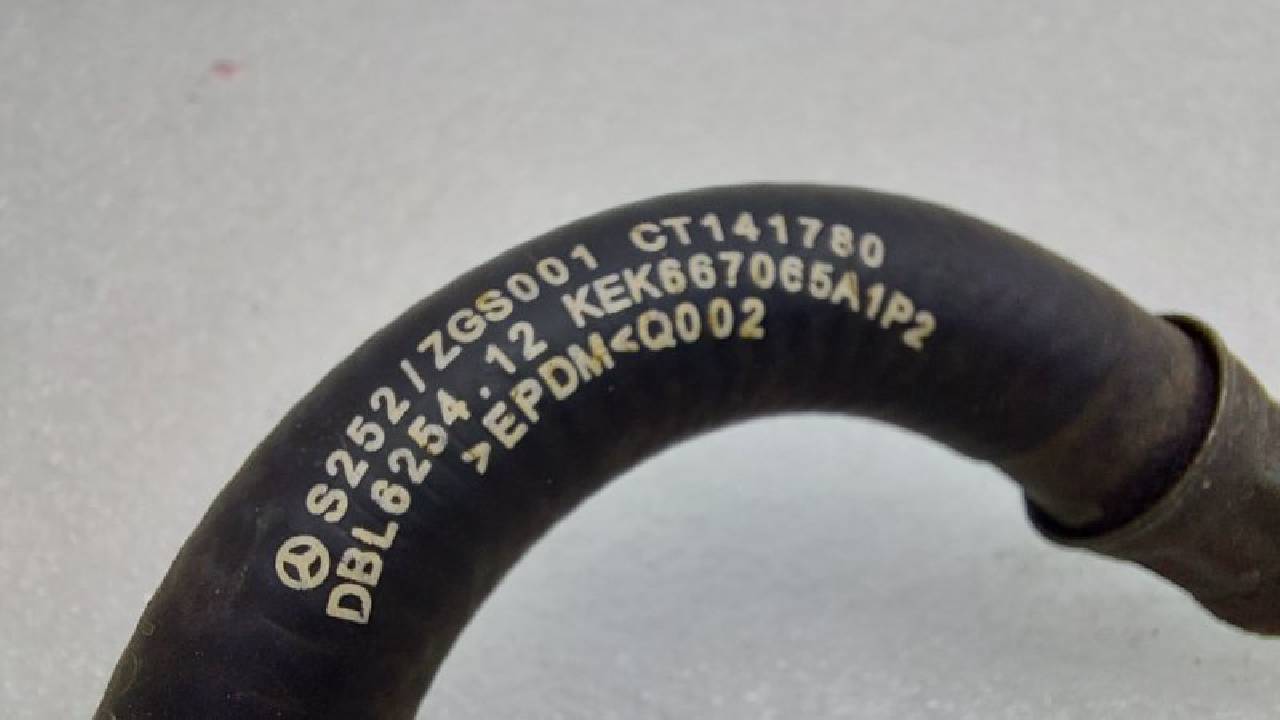 S252/ZGS001 CT141780
DBL6254.12 KEK667065A1P2
>EPDM<Q002